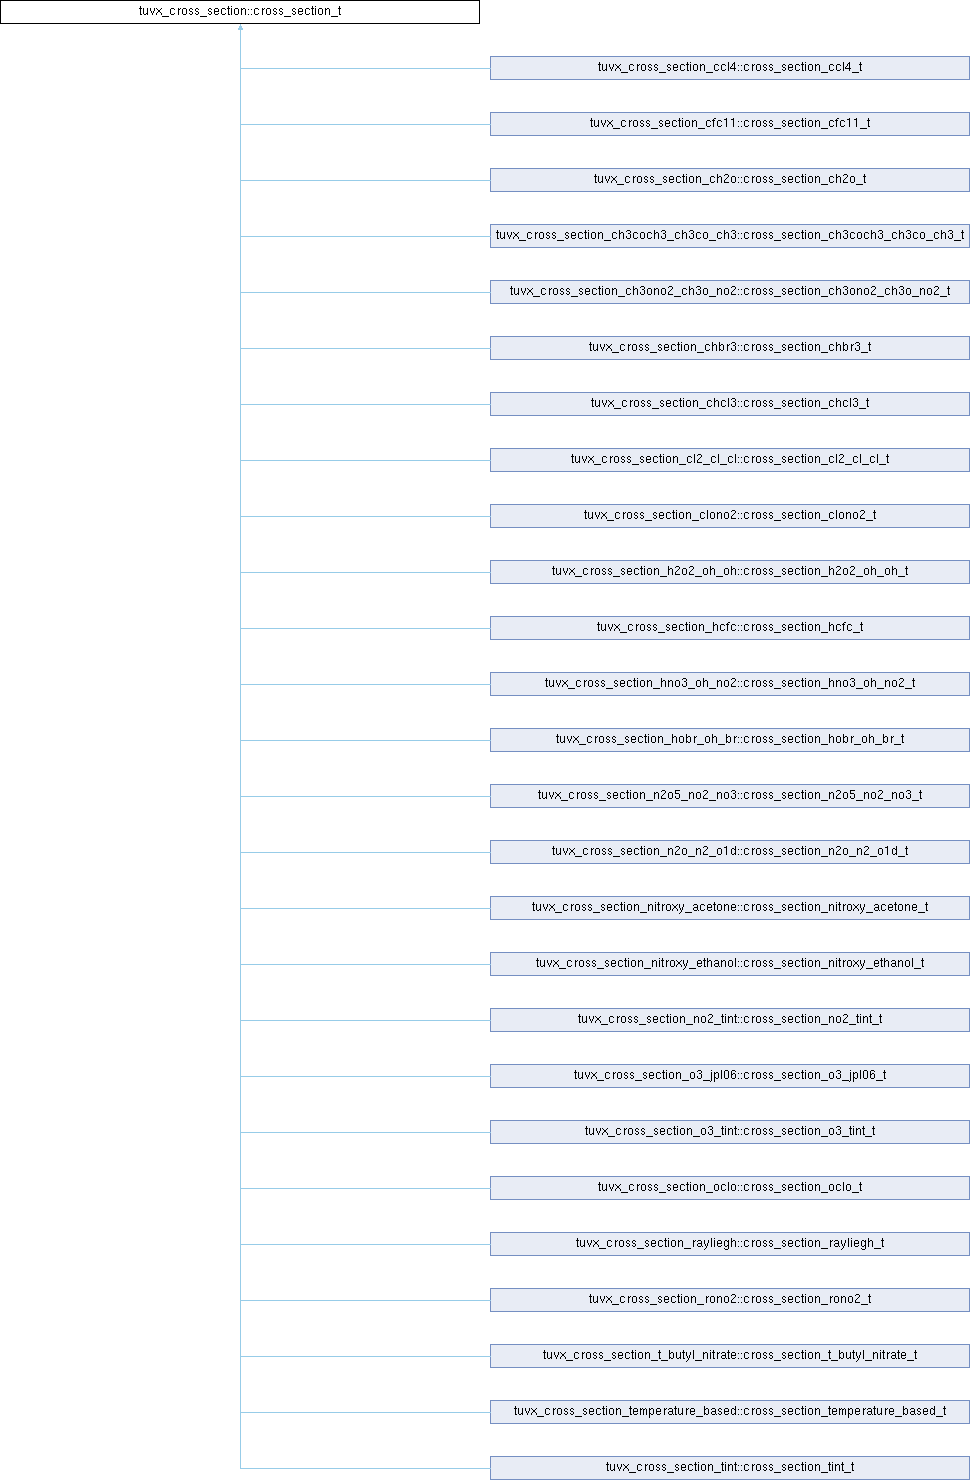 tuvx_cross_section::cross_section_t
tuvx_cross_section_ccl4::cross_section_ccl4_t
tuvx_cross_section_cfc11::cross_section_cfc11_t
tuvx_cross_section_ch2o::cross_section_ch2o_t
tuvx_cross_section_ch3coch3_ch3co_ch3::cross_section_ch3coch3_ch3co_ch3_t
tuvx_cross_section_ch3ono2_ch3o_no2::cross_section_ch3ono2_ch3o_no2_t
tuvx_cross_section_chbr3::cross_section_chbr3_t
tuvx_cross_section_chcl3::cross_section_chcl3_t
tuvx_cross_section_cl2_cl_cl::cross_section_cl2_cl_cl_t
tuvx_cross_section_clono2::cross_section_clono2_t
tuvx_cross_section_h2o2_oh_oh::cross_section_h2o2_oh_oh_t
tuvx_cross_section_hcfc::cross_section_hcfc_t
tuvx_cross_section_hno3_oh_no2::cross_section_hno3_oh_no2_t
tuvx_cross_section_hobr_oh_br::cross_section_hobr_oh_br_t
tuvx_cross_section_n2o5_no2_no3::cross_section_n2o5_no2_no3_t
tuvx_cross_section_n2o_n2_o1d::cross_section_n2o_n2_o1d_t
tuvx_cross_section_nitroxy_acetone::cross_section_nitroxy_acetone_t
tuvx_cross_section_nitroxy_ethanol::cross_section_nitroxy_ethanol_t
tuvx_cross_section_no2_tint::cross_section_no2_tint_t
tuvx_cross_section_o3_jpl06::cross_section_o3_jpl06_t
tuvx_cross_section_o3_tint::cross_section_o3_tint_t
tuvx_cross_section_oclo::cross_section_oclo_t
tuvx_cross_section_rayliegh::cross_section_rayliegh_t
tuvx_cross_section_rono2::cross_section_rono2_t
tuvx_cross_section_t_butyl_nitrate::cross_section_t_butyl_nitrate_t
tuvx_cross_section_temperature_based::cross_section_temperature_based_t
tuvx_cross_section_tint::cross_section_tint_t